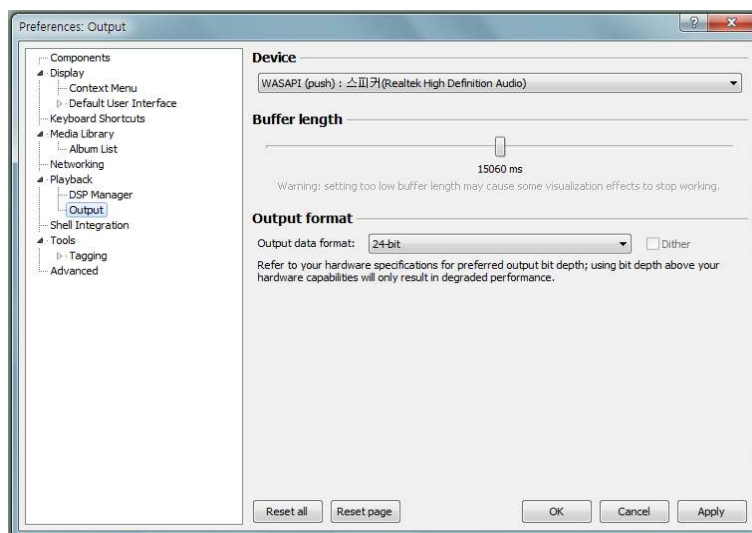 Preferences: Output
Components
Display
Context Menu
Default User Interface
Keyboard Shortcuts
Media Library
Album List
Networking
Playback
DSP Manager
Output
Shell Integration
Tools
Tagging
Advanced
Device
WASAPI (push) : 스피커(Realtek High Definition Audio)
Buffer length
15060 ms
Warning: setting too low buffer length may cause some visualization effects to stop working.
Output format
Output data format: 24-bit Dither
Refer to your hardware specifications for preferred output bit depth; using bit depth above your
hardware capabilities will only result in degraded performance.
Reset all Reset page OK Cancel Apply